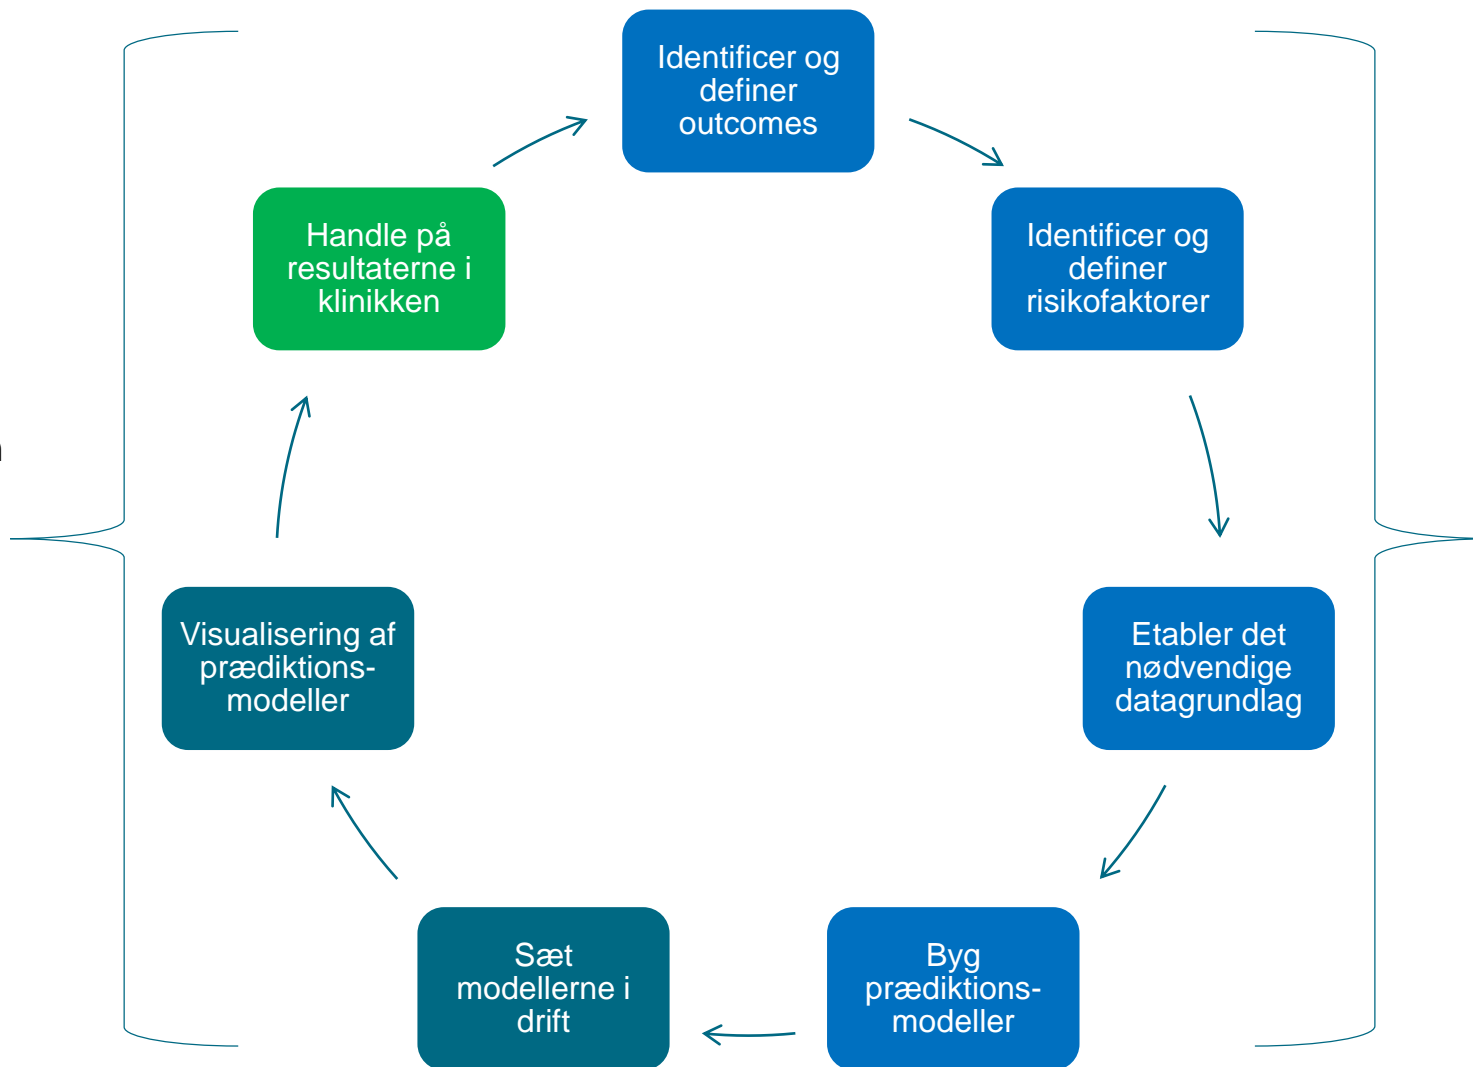 Identificer og
definer
outcomes
Identificer og
definer
risikofaktorer
Etabler det
nødvendige
datagrundlag
Byg
prædiktions-
modeller
Sæt
modellerne i
drift
Visualisering af
prædiktions-
modeller
Handle på
resultaterne i
klinikken